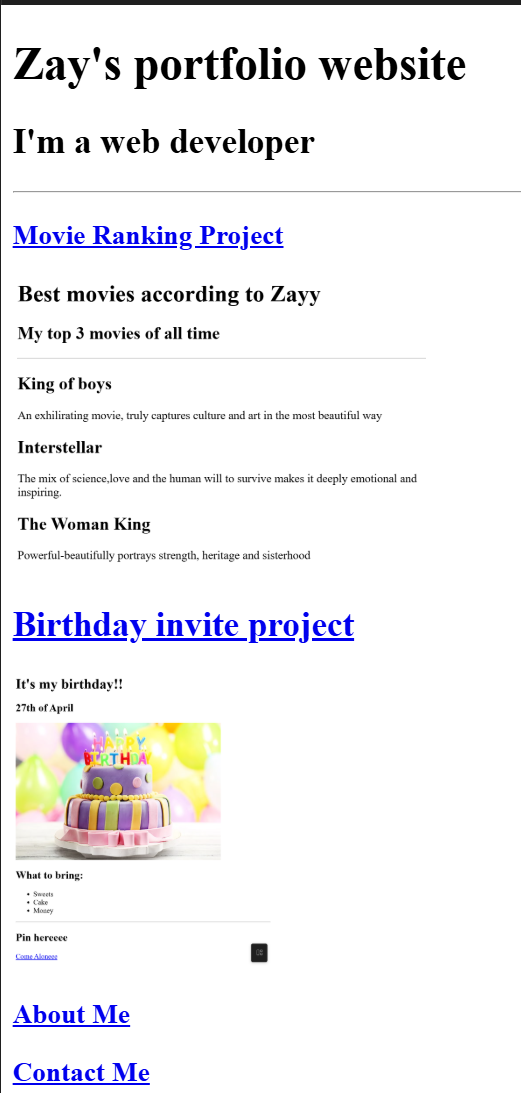 Zay's portfolio website
I'm a web developer
Movie Ranking Project
Best movies according to Zayy
My top 3 movies of all time
King of boys
An exhilirating movie, truly captures culture and art in the most beautiful way
Interstellar
The mix of science,love and the human will to survive makes it deeply emotional and
inspiring.
The Woman King
Powerful-beautifully portrays strength, heritage and sisterhood
Birthday invite project
It's my birthday!!
27th of April
HAPPY
BIRTHDAY
What to bring:
Sweets
Cake
Money
Pin hereeee
Come Aloneee
About Me
Contact Me